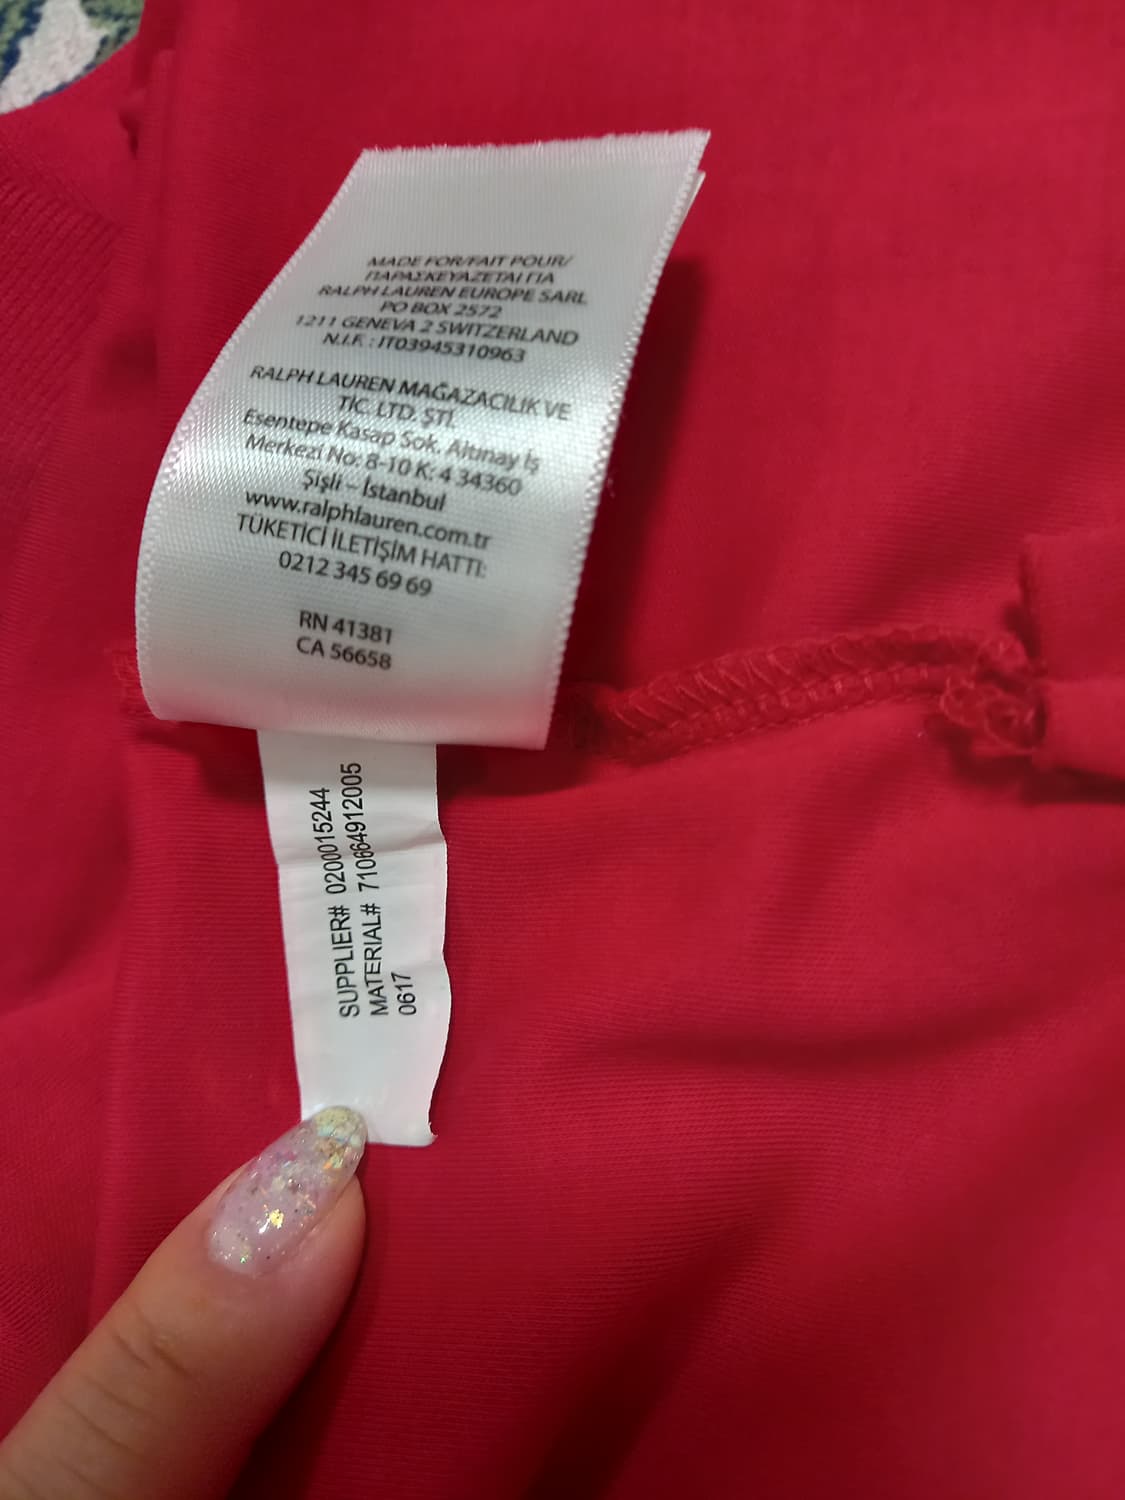 MADE FOR/FAIT POUR/
ΠΑΡΑΣΚΕΥΑΖΕΤΑΙ ΓΙΑ
RALPH LAUREN EUROPE SARL
PO BOX 2572
1211 GENEVA 2 SWITZERLAND
N.I.F. : IT03945310963
RALPH LAUREN MAĞAZACILIK VE
TİC. LTD. ŞTİ.
Esentepe Kasap Sok. Altınay İş
Merkezi No: 8-10 K: 4 34360
Şişli – İstanbul
www.ralphlauren.com.tr
TÜKETİCİ İLETİŞİM HATTI:
0212 345 69 69
RN 41381
CA 56658
SUPPLIER# 0200015244
MATERIAL# 710664912005
0617